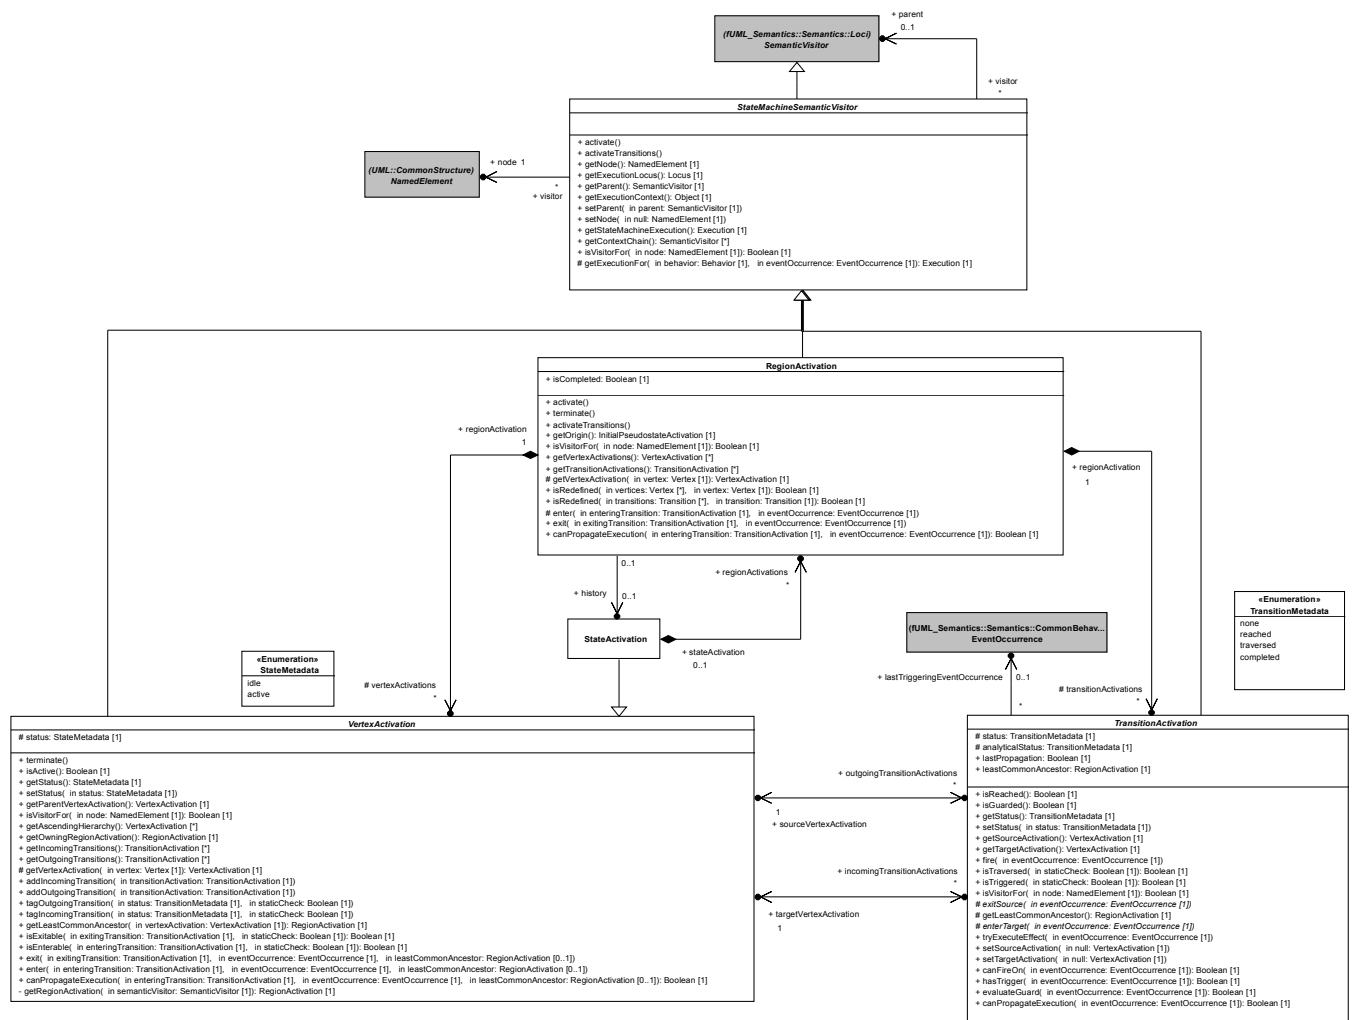 + parent
0..1
(fUML_Semantics::Semantics::Loci)
SemanticVisitor
+ visitor
*
StateMachineSemanticVisitor
+ activate()
+ activateTransitions()
+ getNode(): NamedElement [1]
+ getExecutionLocus(): Locus [1]
+ getParent(): SemanticVisitor [1]
+ getExecutionContext(): Object [1]
+ setParent( in parent: SemanticVisitor [1])
+ setNode( in null: NamedElement [1])
+ getStateMachineExecution(): Execution [1]
+ getContextChain(): SemanticVisitor [*]
+ isVisitorFor( in node: NamedElement [1]): Boolean [1]
# getExecutionFor( in behavior: Behavior [1], in eventOccurrence: EventOccurrence [1]): Execution [1]
(UML::CommonStructure)
NamedElement
+ node 1
*
+ visitor
RegionActivation
+ isCompleted: Boolean [1]
+ activate()
+ terminate()
+ activateTransitions()
+ getOrigin(): InitialPseudostateActivation [1]
+ isVisitorFor( in node: NamedElement [1]): Boolean [1]
+ getVertexActivations(): VertexActivation [*]
+ getTransitionActivations(): TransitionActivation [*]
# getVertexActivation( in vertex: Vertex [1]): VertexActivation [1]
+ isRedefined( in vertices: Vertex [*], in vertex: Vertex [1]): Boolean [1]
+ isRedefined( in transitions: Transition [*], in transition: Transition [1]): Boolean [1]
# enter( in enteringTransition: TransitionActivation [1], in eventOccurrence: EventOccurrence [1])
+ exit( in exitingTransition: TransitionActivation [1], in eventOccurrence: EventOccurrence [1])
+ canPropagateExecution( in enteringTransition: TransitionActivation [1], in eventOccurrence: EventOccurrence [1]): Boolean [1]
+ regionActivation
1
+ regionActivation
1
0..1
+ history
0..1
+ regionActivations
*
StateActivation
+ stateActivation
0..1
«Enumeration»
StateMetadata
idle
active
# vertexActivations
*
(fUML_Semantics::Semantics::CommonBehav...
EventOccurrence
+ lastTriggeringEventOccurrence
0..1
*
# transitionActivations
*
«Enumeration»
TransitionMetadata
none
reached
traversed
completed
VertexActivation
# status: StateMetadata [1]
+ terminate()
+ isActive(): Boolean [1]
+ getStatus(): StateMetadata [1]
+ setStatus( in status: StateMetadata [1])
+ getParentVertexActivation(): VertexActivation [1]
+ isVisitorFor( in node: NamedElement [1]): Boolean [1]
+ getAscendingHierarchy(): VertexActivation [*]
+ getOwningRegionActivation(): RegionActivation [1]
+ getIncomingTransitions(): TransitionActivation [*]
+ getOutgoingTransitions(): TransitionActivation [*]
# getVertexActivation( in vertex: Vertex [1]): VertexActivation [1]
+ addIncomingTransition( in transitionActivation: TransitionActivation [1])
+ addOutgoingTransition( in transitionActivation: TransitionActivation [1])
+ tagOutgoingTransition( in status: TransitionMetadata [1], in staticCheck: Boolean [1])
+ tagIncomingTransition( in status: TransitionMetadata [1], in staticCheck: Boolean [1])
+ getLeastCommonAncestor( in vertexActivation: VertexActivation [1]): RegionActivation [1]
+ isExitable( in exitingTransition: TransitionActivation [1], in staticCheck: Boolean [1]): Boolean [1]
+ isEnterable( in enteringTransition: TransitionActivation [1], in staticCheck: Boolean [1]): Boolean [1]
+ exit( in exitingTransition: TransitionActivation [1], in eventOccurrence: EventOccurrence [1], in leastCommonAncestor: RegionActivation [0..1])
+ enter( in enteringTransition: TransitionActivation [1], in eventOccurrence: EventOccurrence [1], in leastCommonAncestor: RegionActivation [0..1])
+ canPropagateExecution( in enteringTransition: TransitionActivation [1], in eventOccurrence: EventOccurrence [1], in leastCommonAncestor: RegionActivation [0..1]): Boolean [1]
- getRegionActivation( in semanticVisitor: SemanticVisitor [1]): RegionActivation [1]
+ outgoingTransitionActivations
*
1
+ sourceVertexActivation
+ incomingTransitionActivations
*
+ targetVertexActivation
1
TransitionActivation
# status: TransitionMetadata [1]
# analyticalStatus: TransitionMetadata [1]
+ lastPropagation: Boolean [1]
+ leastCommonAncestor: RegionActivation [1]
+ isReached(): Boolean [1]
+ isGuarded(): Boolean [1]
+ getStatus(): TransitionMetadata [1]
+ setStatus( in status: TransitionMetadata [1])
+ getSourceActivation(): VertexActivation [1]
+ getTargetActivation(): VertexActivation [1]
+ fire( in eventOccurrence: EventOccurrence [1])
+ isTraversed( in staticCheck: Boolean [1]): Boolean [1]
+ isTriggered( in staticCheck: Boolean [1]): Boolean [1]
+ isVisitorFor( in node: NamedElement [1]): Boolean [1]
# exitSource( in eventOccurrence: EventOccurrence [1])
# getLeastCommonAncestor(): RegionActivation [1]
# enterTarget( in eventOccurrence: EventOccurrence [1])
+ tryExecuteEffect( in eventOccurrence: EventOccurrence [1])
+ setSourceActivation( in null: VertexActivation [1])
+ setTargetActivation( in null: VertexActivation [1])
+ canFireOn( in eventOccurrence: EventOccurrence [1]): Boolean [1]
+ hasTrigger( in eventOccurrence: EventOccurrence [1]): Boolean [1]
+ evaluateGuard( in eventOccurrence: EventOccurrence [1]): Boolean [1]
+ canPropagateExecution( in eventOccurrence: EventOccurrence [1]): Boolean [1]